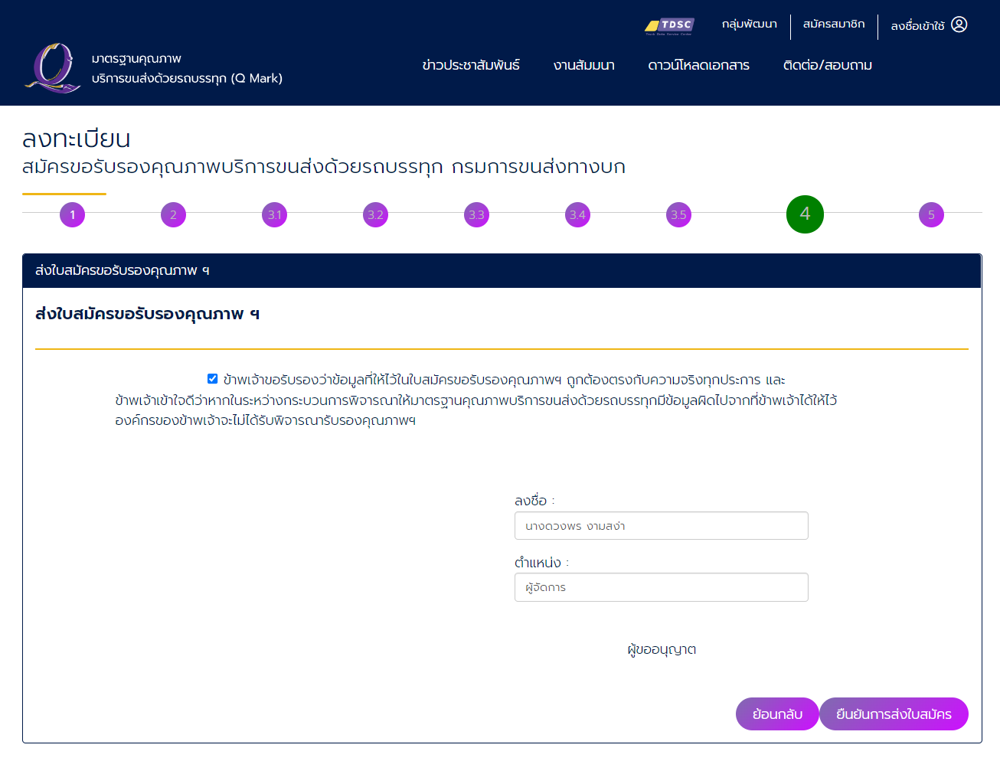 TDSC
Truck Data Service Center
กลุ่มพัฒนา
สมัครสมาชิก
ลงชื่อเข้าใช้
มาตรฐานคุณภาพ
บริการขนส่งด้วยรถบรรทุก (Q Mark)
ข่าวประชาสัมพันธ์
งานสัมมนา
ดาวน์โหลดเอกสาร
ติดต่อ/สอบถาม
ลงทะเบียน
สมัครขอรับรองคุณภาพบริการขนส่งด้วยรถบรรทุก กรมการขนส่งทางบก
1
2
3.1
3.2
3.3
3.4
3.5
4
5
ส่งใบสมัครขอรับรองคุณภาพ ฯ
ส่งใบสมัครขอรับรองคุณภาพ ฯ
ข้าพเจ้าขอรับรองว่าข้อมูลที่ให้ไว้ในใบสมัครขอรับรองคุณภาพฯ ถูกต้องตรงกับความจริงทุกประการ และ
ข้าพเจ้าเข้าใจดีว่าหากในระหว่างกระบวนการพิจารณาให้มาตรฐานคุณภาพบริการขนส่งด้วยรถบรรทุกมีข้อมูลผิดไปจากที่ข้าพเจ้าได้ให้ไว้
องค์กรของข้าพเจ้าจะไม่ได้รับพิจารณารับรองคุณภาพฯ
ลงชื่อ :
นางดวงพร งามสง่า
ตำแหน่ง :
ผู้จัดการ
ผู้ขออนุญาต
ย้อนกลับ
ยืนยันการส่งใบสมัคร